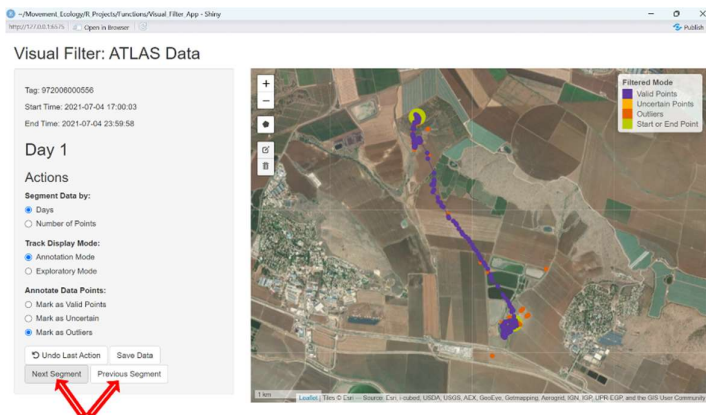 ~/Movement_Ecology/R_Projects/Functions/Visual_Filter_App - Shiny
http://127.0.0.1:6575
Open in Browser
Publish
Visual Filter: ATLAS Data
Tag: 972006000556
Start Time: 2021-07-04 17:00:03
End Time: 2021-07-04 23:59:58
Day 1
Actions
Segment Data by:
Days
Number of Points
Track Display Mode:
Annotation Mode
Exploratory Mode
Annotate Data Points:
Mark as Valid Points
Mark as Uncertain
Mark as Outliers
Undo Last Action
Save Data
Next Segment
Previous Segment
+
−
Filtered Mode
Valid Points
Uncertain Points
Outliers
Start or End Point
1 km
Leaflet | Tiles © Esri — Source: Esri, i-cubed, USDA, USGS, AEX, GeoEye, Getmapping, Aerogrid, IGN, IGP, UPR-EGP, and the GIS User Community